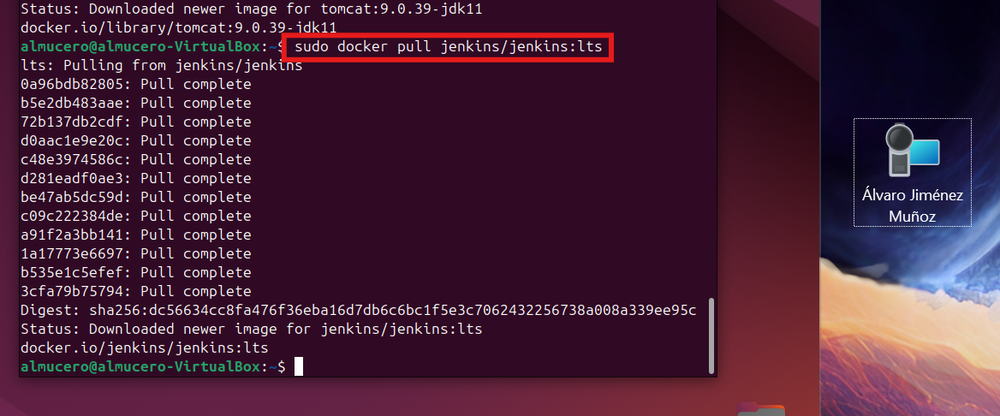 Status: Downloaded newer image for tomcat:9.0.39-jdk11
docker.io/library/tomcat:9.0.39-jdk11
almucero@almucero-VirtualBox:~$ sudo docker pull jenkins/jenkins:lts
lts: Pulling from jenkins/jenkins
0a96bdb82805: Pull complete
b5e2db483aae: Pull complete
72b137db2cdf: Pull complete
d0aac1e9e20c: Pull complete
c48e3974586c: Pull complete
d281eadf0ae3: Pull complete
be47ab5dc59d: Pull complete
c09c222384de: Pull complete
a91f2a3bb141: Pull complete
1a17773e6697: Pull complete
b535e1c5efef: Pull complete
3cfa79b75794: Pull complete
Digest: sha256:dc56634cc8fa476f36eba16d7db6c6bc1f5e3c7062432256738a008a339ee95c
Status: Downloaded newer image for jenkins/jenkins:lts
docker.io/jenkins/jenkins:lts
almucero@almucero-VirtualBox:~$
Álvaro Jiménez
Muñoz